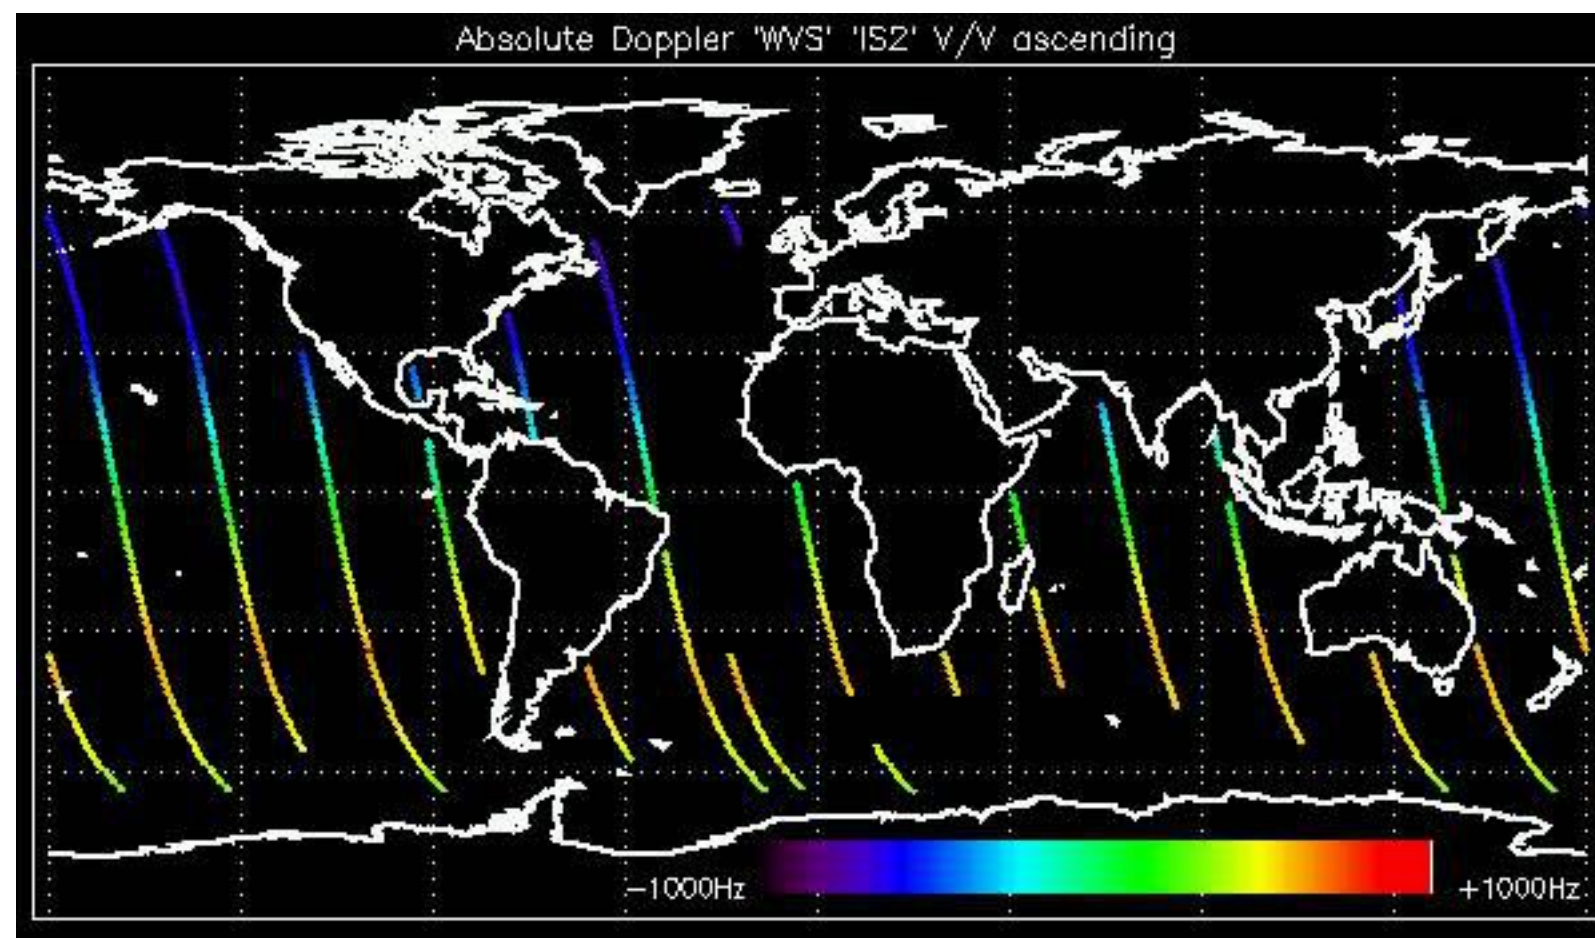 Absolute Doppler 'WVS' 'IS2' V/V ascending
-1000Hz +1000Hz